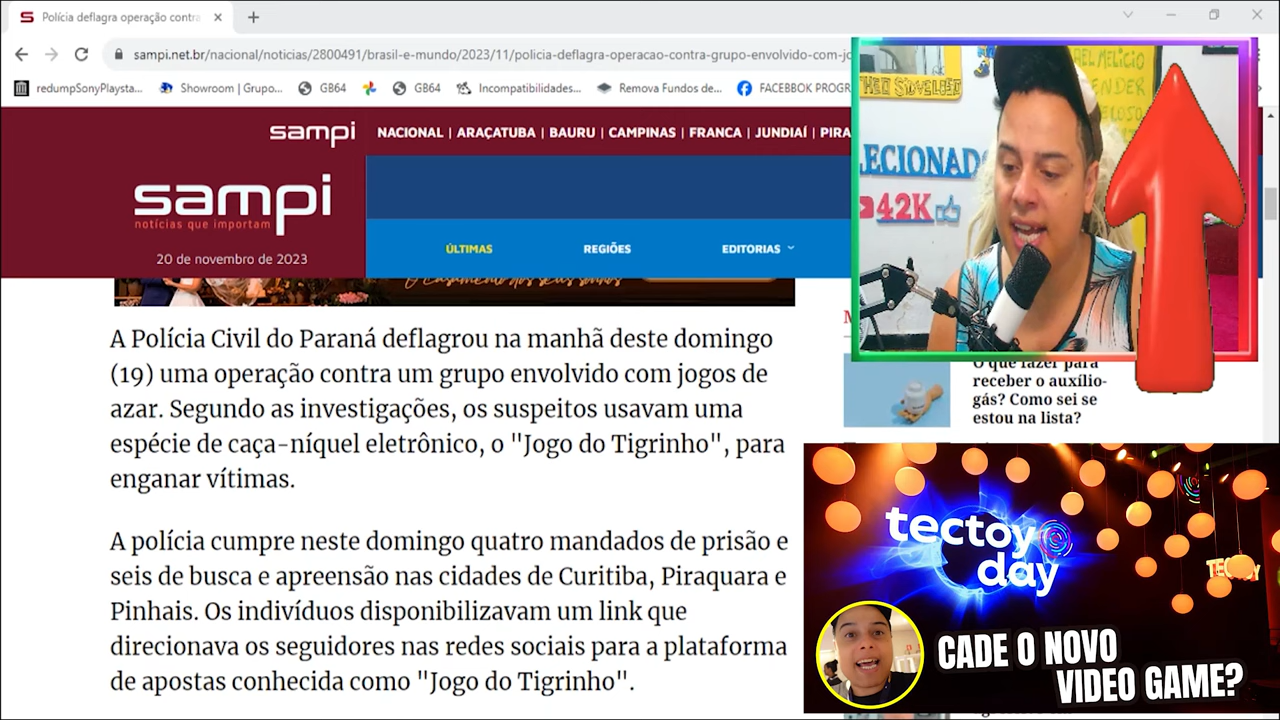 Polícia deflagra operação contra
sampi.net.br/nacional/noticias/2800491/brasil-e-mundo/2023/11/policia-deflagra-operacao-contra-grupo-envolvido-com-jo
redumpSonyPlaysta...
Showroom | Grupo...
GB64
GB64
Incompatibilidades...
Remova Fundos de...
FACEBBOK PROGR
sampi
NACIONAL | ARAÇATUBA | BAURU | CAMPINAS | FRANCA | JUNDIAÍ | PIRA
sampi
notícias que importam
20 de novembro de 2023
ÚLTIMAS
REGIÕES
EDITORIAS
A Polícia Civil do Paraná deflagrou na manhã deste domingo
(19) uma operação contra um grupo envolvido com jogos de
azar. Segundo as investigações, os suspeitos usavam uma
espécie de caça-níquel eletrônico, o "Jogo do Tigrinho", para
enganar vítimas.
A polícia cumpre neste domingo quatro mandados de prisão e
seis de busca e apreensão nas cidades de Curitiba, Piraquara e
Pinhais. Os indivíduos disponibilizavam um link que
direcionava os seguidores nas redes sociais para a plataforma
de apostas conhecida como "Jogo do Tigrinho".
LECIONAD
42K
O que fazer para
receber o auxílio-
gás? Como sei se
estou na lista?
tectoy
day
TECTOY
CADE O NOVO
VIDEO GAME?